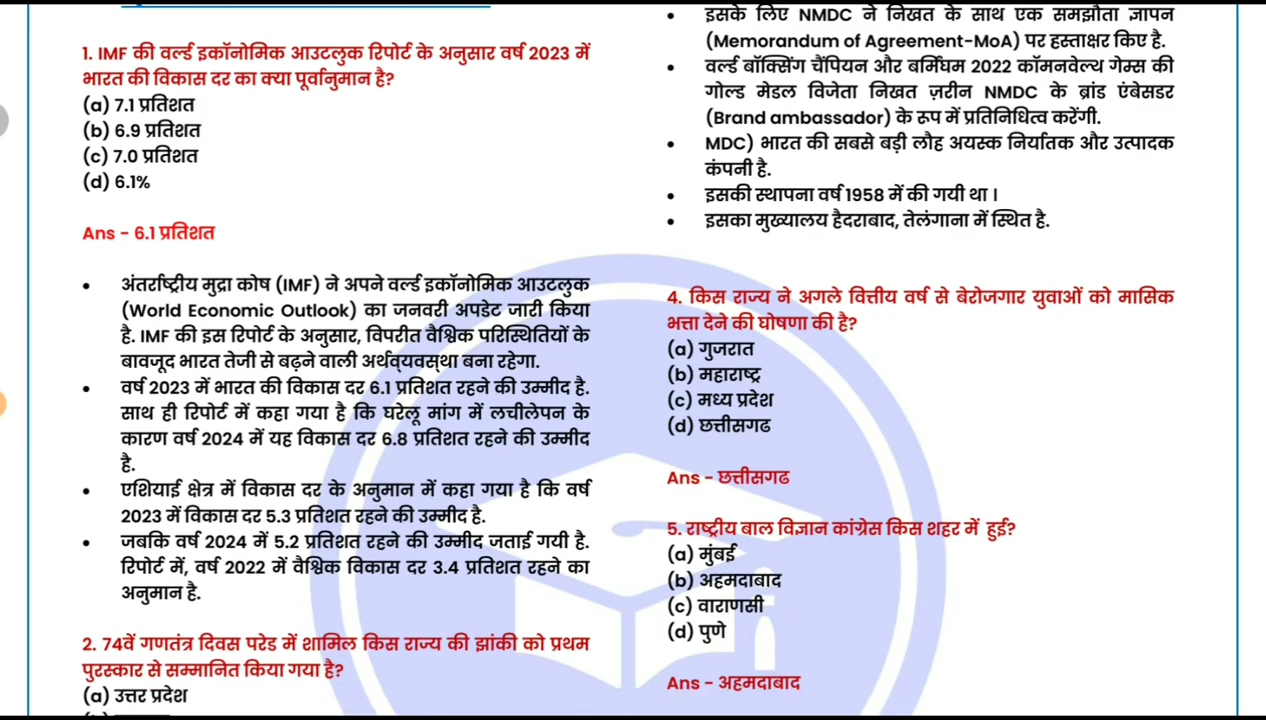 1. IMF की वर्ल्ड इकॉनोमिक आउटलुक रिपोर्ट के अनुसार वर्ष 2023 में
भारत की विकास दर का क्या पूर्वानुमान है?
(a) 7.1 प्रतिशत
(b) 6.9 प्रतिशत
(c) 7.0 प्रतिशत
(d) 6.1%
Ans - 6.1 प्रतिशत
• अंतर्राष्ट्रीय मुद्रा कोष (IMF) ने अपने वर्ल्ड इकॉनोमिक आउटलुक
(World Economic Outlook) का जनवरी अपडेट जारी किया
है. IMF की इस रिपोर्ट के अनुसार, विपरीत वैश्विक परिस्थितियों के
बावजूद भारत तेजी से बढ़ने वाली अर्थव्यवस्था बना रहेगा.
• वर्ष 2023 में भारत की विकास दर 6.1 प्रतिशत रहने की उम्मीद है.
साथ ही रिपोर्ट में कहा गया है कि घरेलू मांग में लचीलेपन के
कारण वर्ष 2024 में यह विकास दर 6.8 प्रतिशत रहने की उम्मीद
है.
• एशियाई क्षेत्र में विकास दर के अनुमान में कहा गया है कि वर्ष
2023 में विकास दर 5.3 प्रतिशत रहने की उम्मीद है.
• जबकि वर्ष 2024 में 5.2 प्रतिशत रहने की उम्मीद जताई गयी है.
रिपोर्ट में, वर्ष 2022 में वैश्विक विकास दर 3.4 प्रतिशत रहने का
अनुमान है.
2. 74वें गणतंत्र दिवस परेड में शामिल किस राज्य की झांकी को प्रथम
पुरस्कार से सम्मानित किया गया है?
(a) उत्तर प्रदेश
• इसके लिए NMDC ने निखत के साथ एक समझौता ज्ञापन
(Memorandum of Agreement-MoA) पर हस्ताक्षर किए है.
• वर्ल्ड बॉक्सिंग चैंपियन और बर्मिंघम 2022 कॉमनवेल्थ गेम्स की
गोल्ड मेडल विजेता निखत ज़रीन NMDC के ब्रांड एंबेसडर
(Brand ambassador) के रूप में प्रतिनिधित्व करेंगी.
• MDC) भारत की सबसे बड़ी लौह अयस्क निर्यातक और उत्पादक
कंपनी है.
• इसकी स्थापना वर्ष 1958 में की गयी था।
• इसका मुख्यालय हैदराबाद, तेलंगाना में स्थित है.
4. किस राज्य ने अगले वित्तीय वर्ष से बेरोजगार युवाओं को मासिक
भत्ता देने की घोषणा की है?
(a) गुजरात
(b) महाराष्ट्र
(c) मध्य प्रदेश
(d) छत्तीसगढ
Ans - छत्तीसगढ
5. राष्ट्रीय बाल विज्ञान कांग्रेस किस शहर में हुई?
(a) मुंबई
(b) अहमदाबाद
(c) वाराणसी
(d) पुणे
Ans - अहमदाबाद